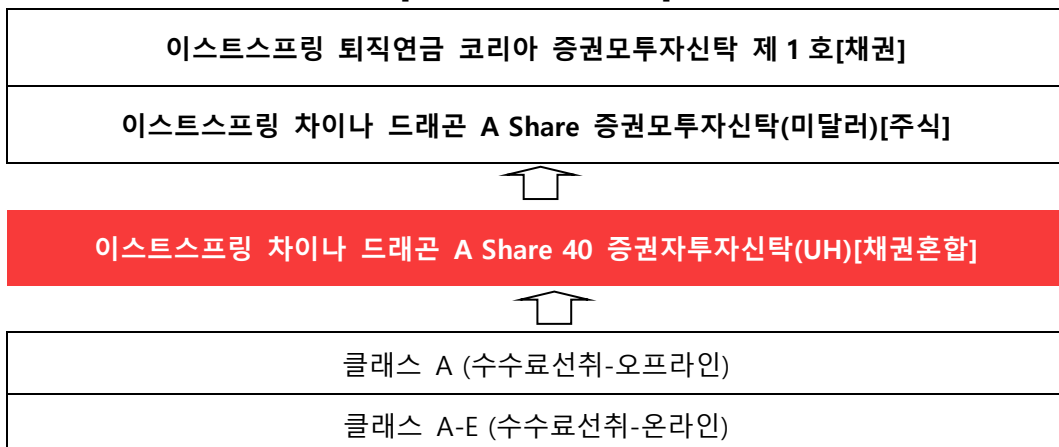 이스트스프링 퇴직연금 코리아 증권모투자신탁 제 1 호[채권]
이스트스프링 차이나 드래곤 A Share 증권모투자신탁(미달러)[주식]
이스트스프링 차이나 드래곤 A Share 40 증권자투자신탁(UH)[채권혼합]
클래스 A (수수료선취-오프라인)
클래스 A-E (수수료선취-온라인)